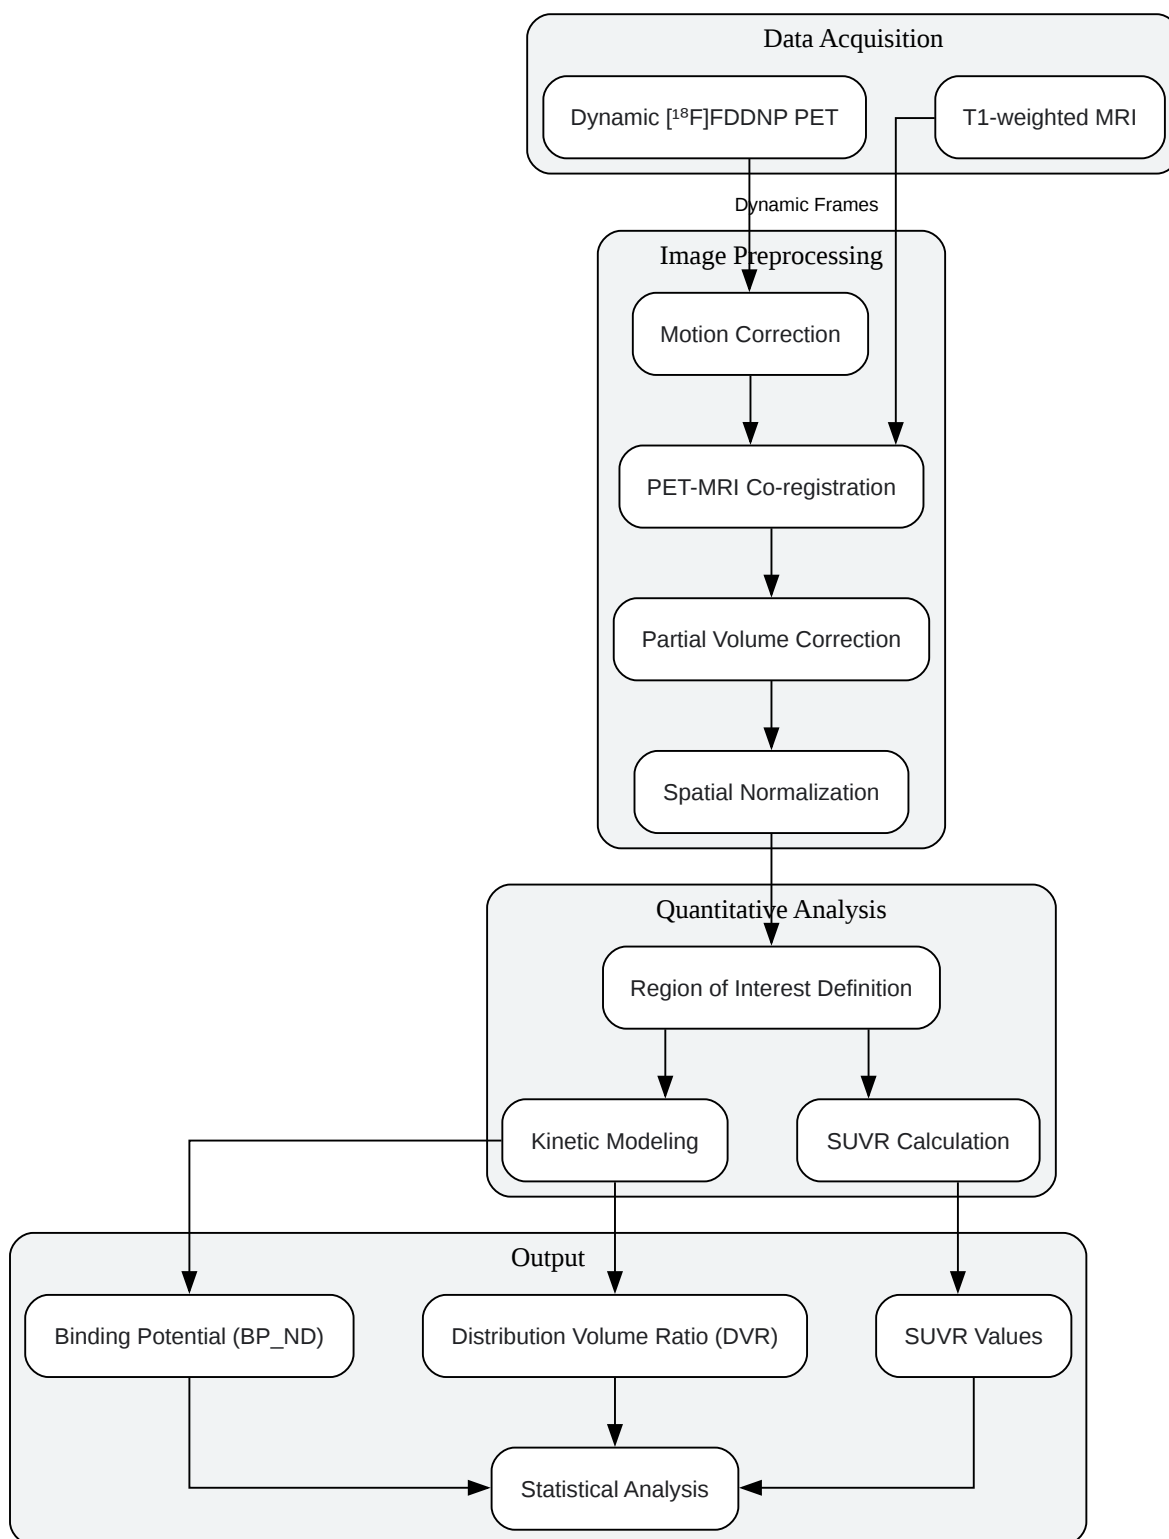 Data Acquisition
Dynamic [¹⁸F]FDDNP PET
T1-weighted MRI
Dynamic Frames
Image Preprocessing
Motion Correction
PET-MRI Co-registration
Partial Volume Correction
Spatial Normalization
Quantitative Analysis
Region of Interest Definition
Kinetic Modeling
SUVR Calculation
Output
Binding Potential (BP_ND)
Distribution Volume Ratio (DVR)
SUVR Values
Statistical Analysis